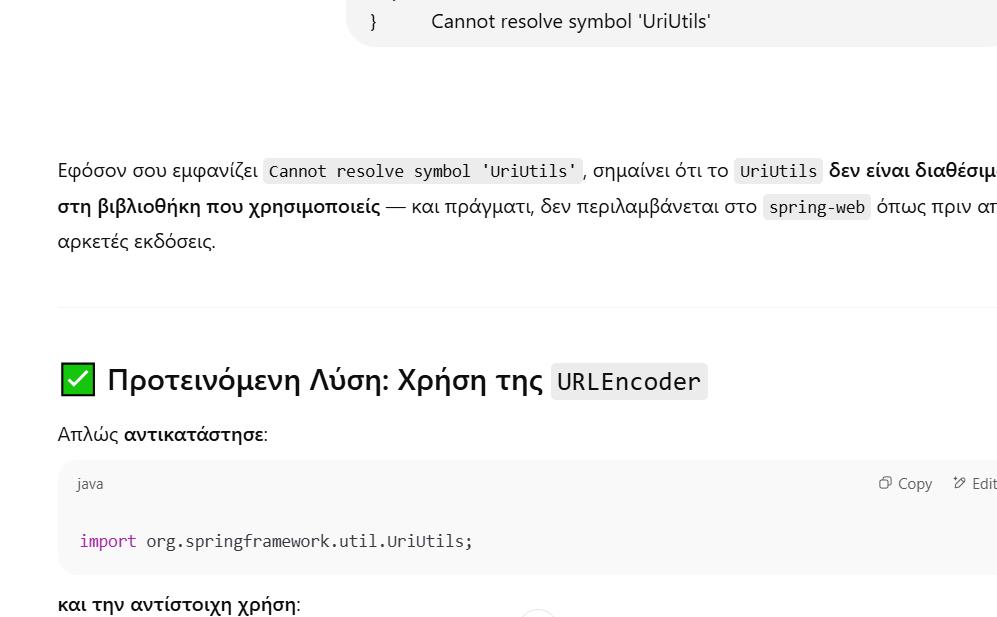 } Cannot resolve symbol 'UriUtils'
Εφόσον σου εμφανίζει Cannot resolve symbol 'UriUtils', σημαίνει ότι το UriUtils δεν είναι διαθέσιμ
στη βιβλιοθήκη που χρησιμοποιείς — και πράγματι, δεν περιλαμβάνεται στο spring-web όπως πριν απ
αρκετές εκδόσεις.
✅ Προτεινόμενη Λύση: Χρήση της URLEncoder
Απλώς αντικατάστησε:
java Copy Edit
import org.springframework.util.UriUtils;
και την αντίστοιχη χρήση: